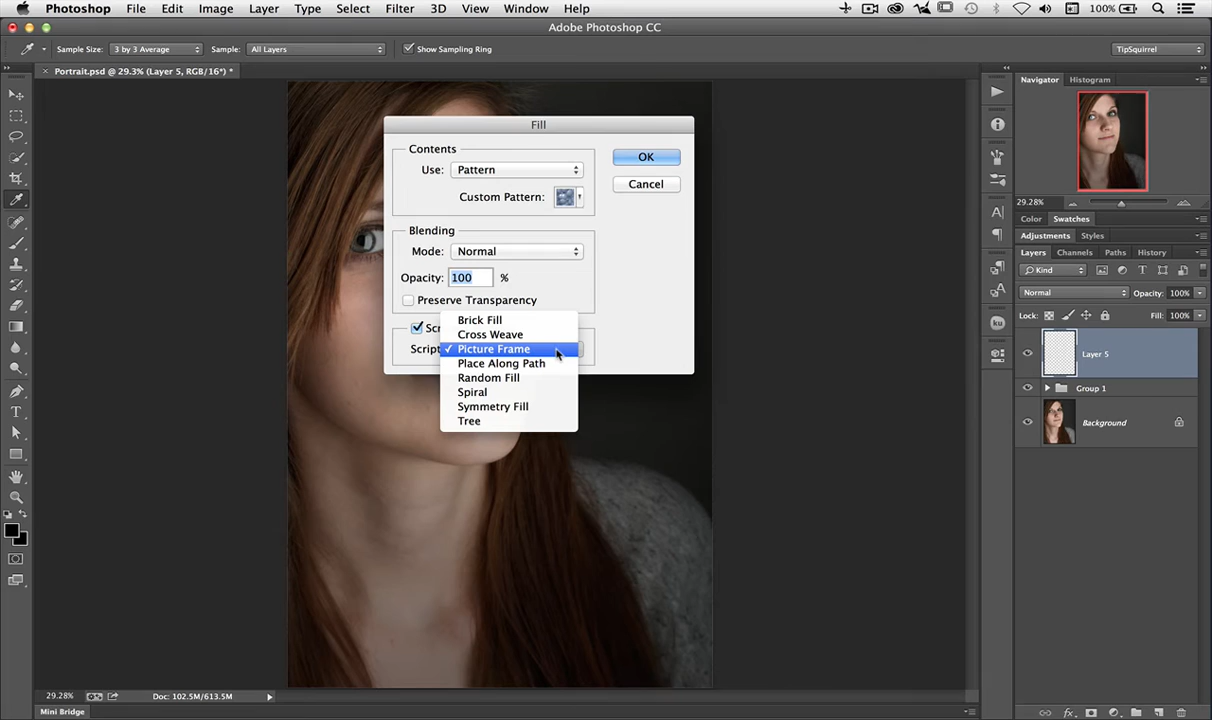 Photoshop File Edit Image Layer Type Select Filter 3D View Window Help 100%
Adobe Photoshop CC
Sample Size: 3 by 3 Average Sample: All Layers Show Sampling Ring TipSquirrel
Portrait.psd @ 29.3% (Layer 5, RGB/16*) *
Navigator Histogram
Fill
Contents
Use: Pattern
OK
Custom Pattern:
Cancel
Blending
Mode: Normal
Opacity: 100 %
Preserve Transparency
Scr
Script
Brick Fill
Cross Weave
✓ Picture Frame
Place Along Path
Random Fill
Spiral
Symmetry Fill
Tree
29.28%
Color Swatches
Adjustments Styles
Layers Channels Paths History
Kind
Normal Opacity: 100%
Lock: Fill: 100%
Layer 5
Group 1
Background
ku
fx
29.28% Doc: 102.5M/613.5M
Mini Bridge